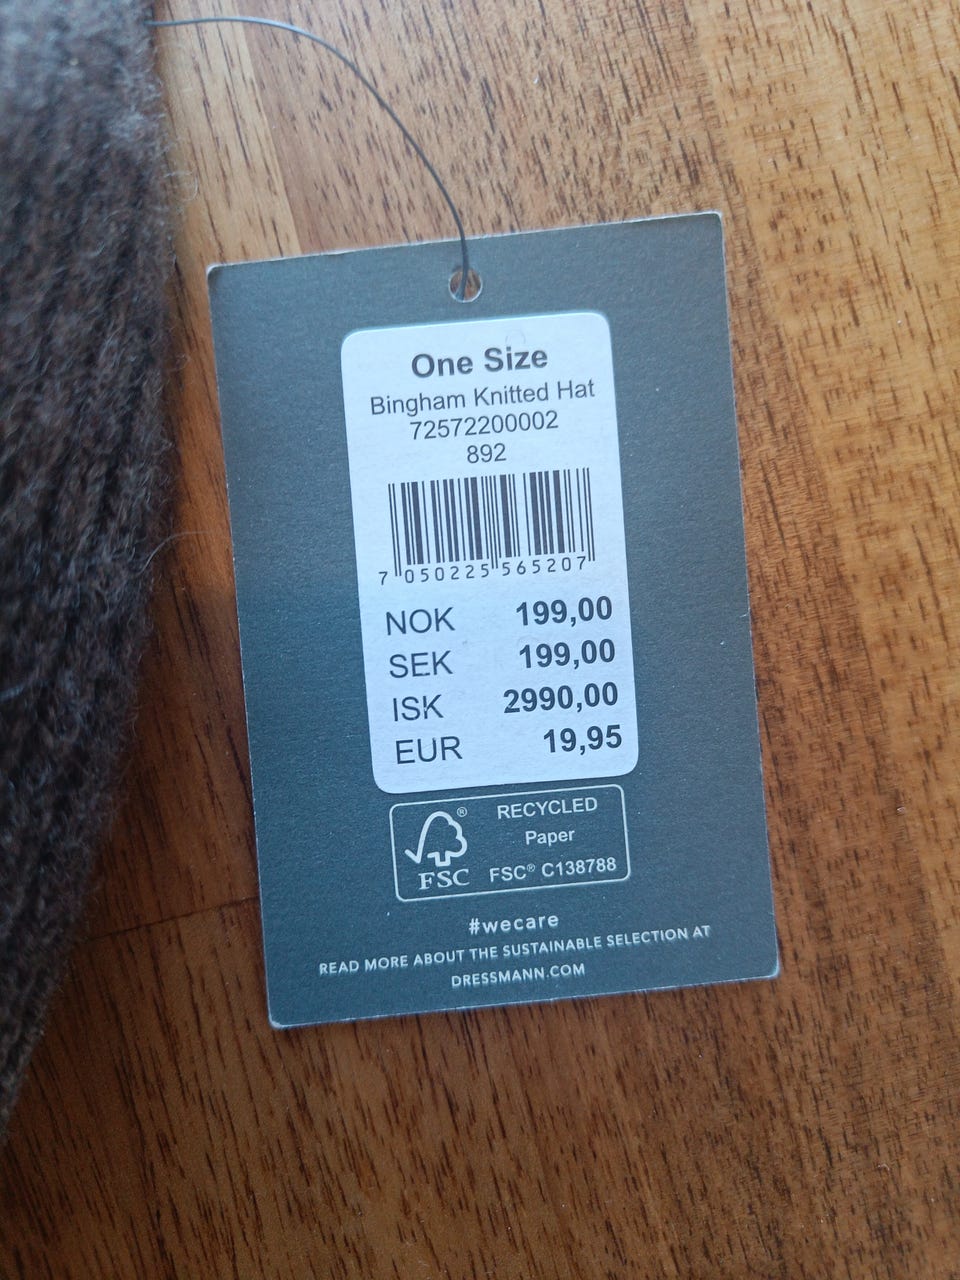 One Size
Bingham Knitted Hat
72572200002
892
7 050225 565207
NOK 199,00
SEK 199,00
ISK 2990,00
EUR 19,95
RECYCLED
Paper
FSC® C138788
®
FSC
#wecare
READ MORE ABOUT THE SUSTAINABLE SELECTION AT
DRESSMANN.COM